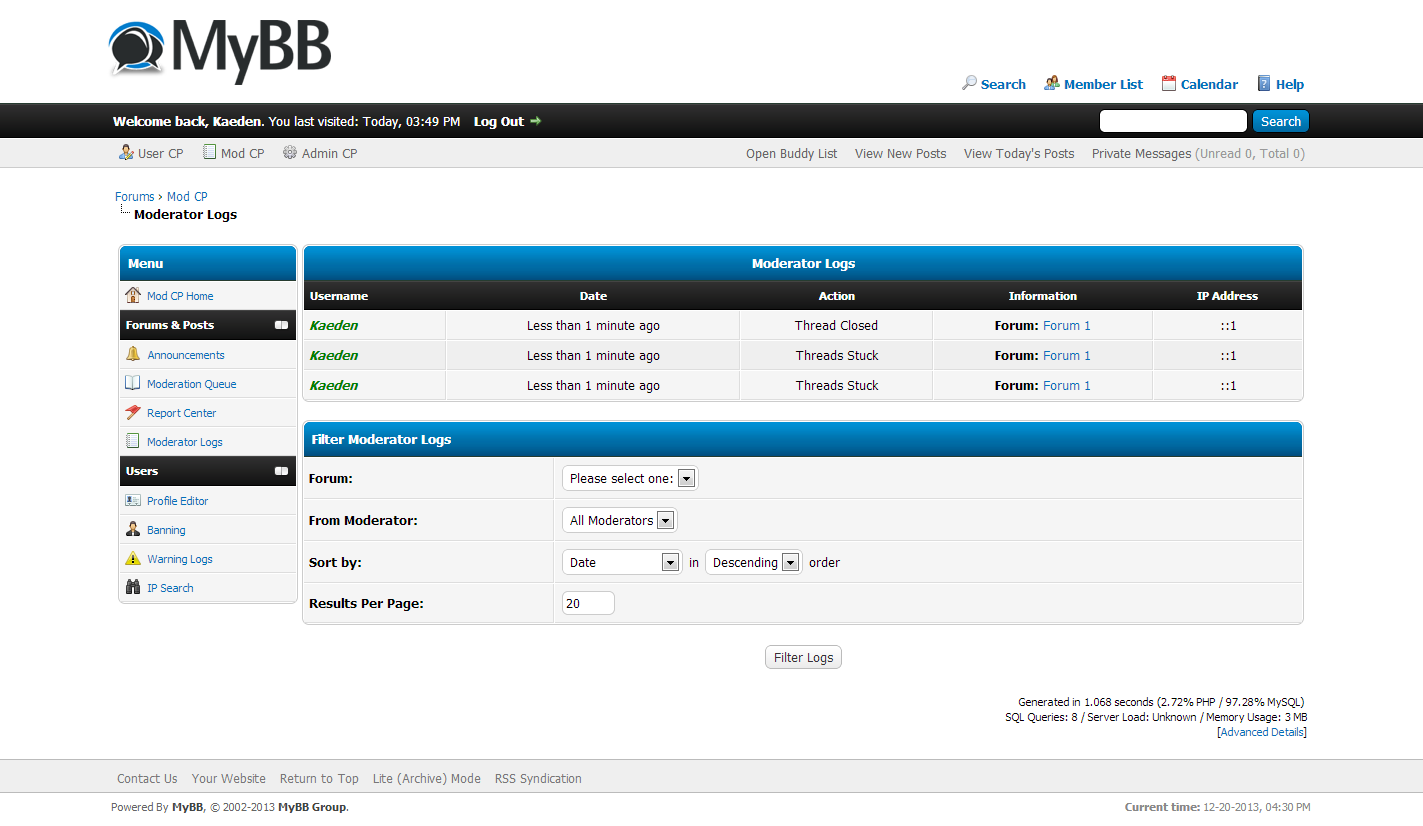 MyBB
Search Member List Calendar Help
Welcome back, Kaeden. You last visited: Today, 03:49 PM Log Out
Search
User CP Mod CP Admin CP
Open Buddy List View New Posts View Today's Posts Private Messages (Unread 0, Total 0)
Forums › Mod CP
Moderator Logs
Menu
Mod CP Home
Forums & Posts
Announcements
Moderation Queue
Report Center
Moderator Logs
Users
Profile Editor
Banning
Warning Logs
IP Search
Moderator Logs
Username Date Action Information IP Address
Kaeden Less than 1 minute ago Thread Closed Forum: Forum 1 ::1
Kaeden Less than 1 minute ago Threads Stuck Forum: Forum 1 ::1
Kaeden Less than 1 minute ago Threads Stuck Forum: Forum 1 ::1
Filter Moderator Logs
Forum: Please select one:
From Moderator: All Moderators
Sort by: Date in Descending order
Results Per Page: 20
Filter Logs
Generated in 1.068 seconds (2.72% PHP / 97.28% MySQL)
SQL Queries: 8 / Server Load: Unknown / Memory Usage: 3 MB
[Advanced Details]
Contact Us Your Website Return to Top Lite (Archive) Mode RSS Syndication
Powered By MyBB, © 2002-2013 MyBB Group.
Current time: 12-20-2013, 04:30 PM